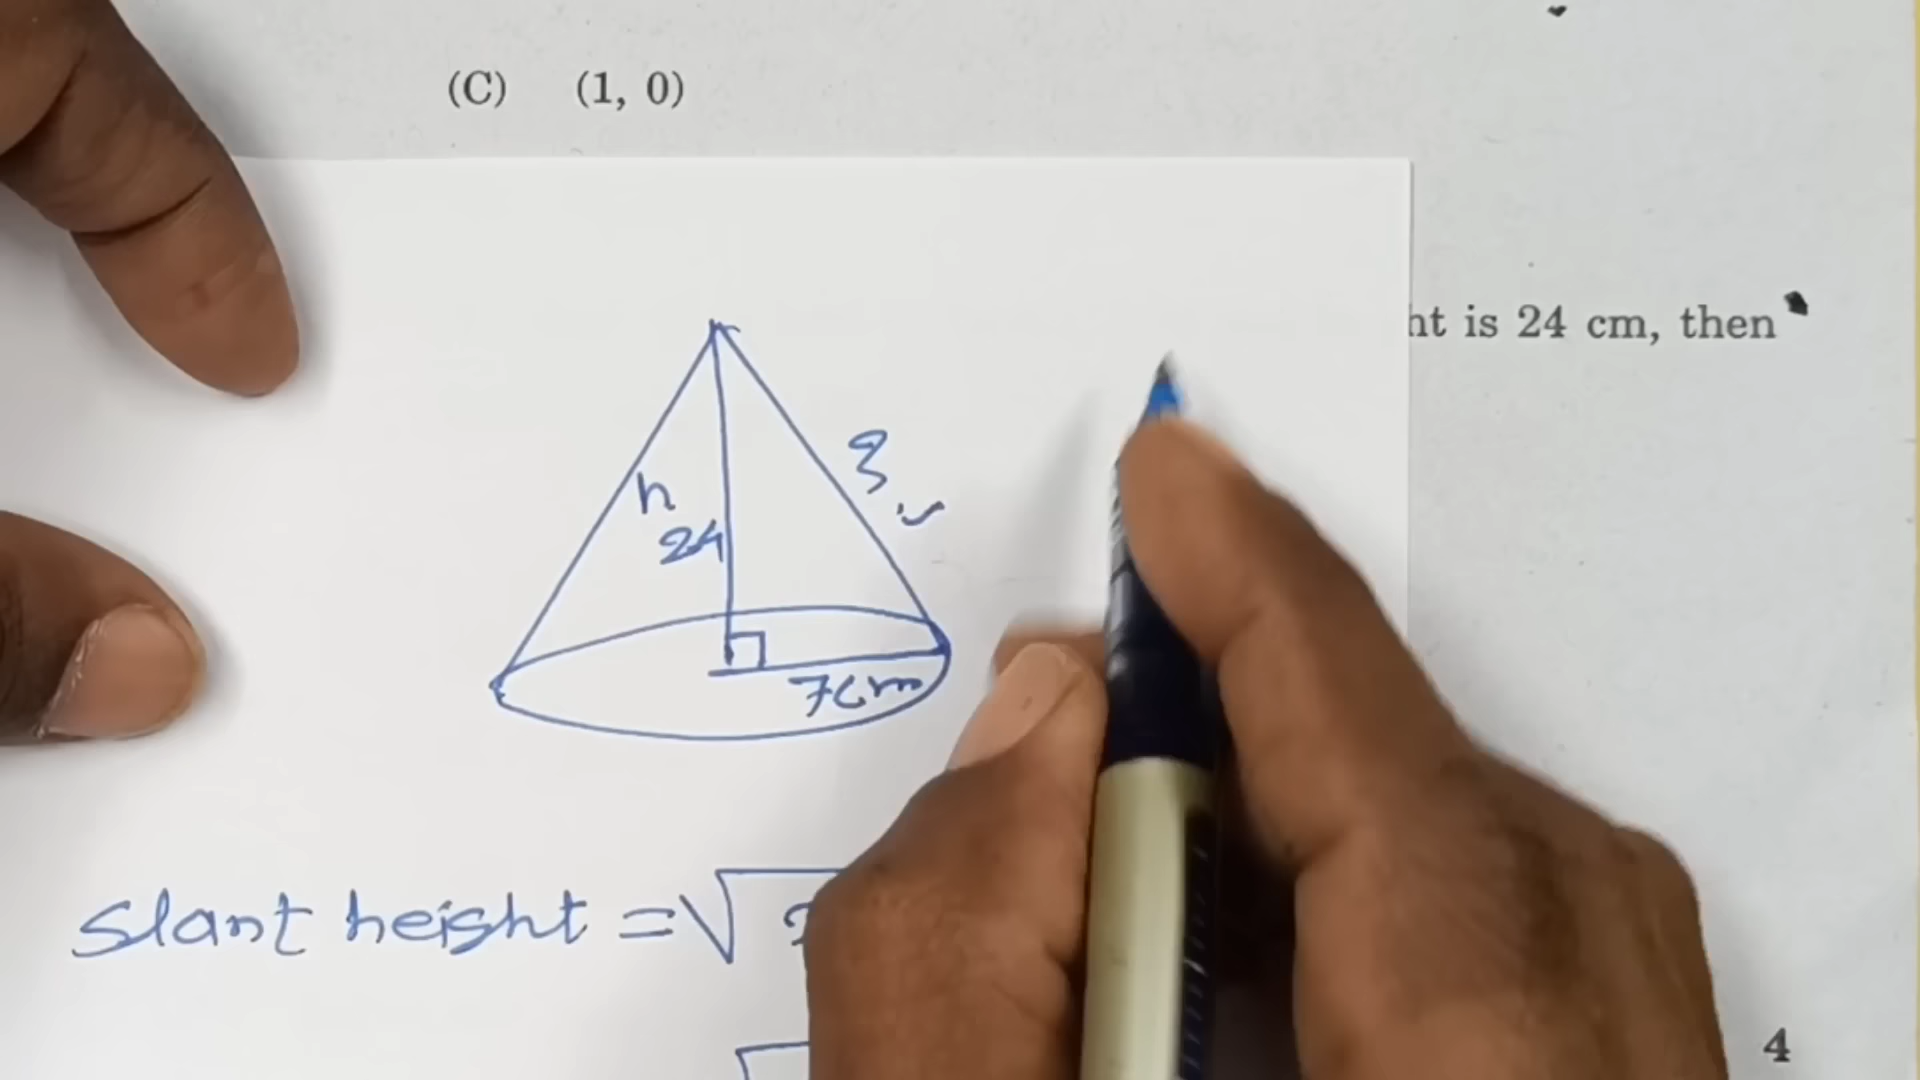 (C) (1, 0)
ht is 24 cm, then
h
24
7cm
Slant height = √
4